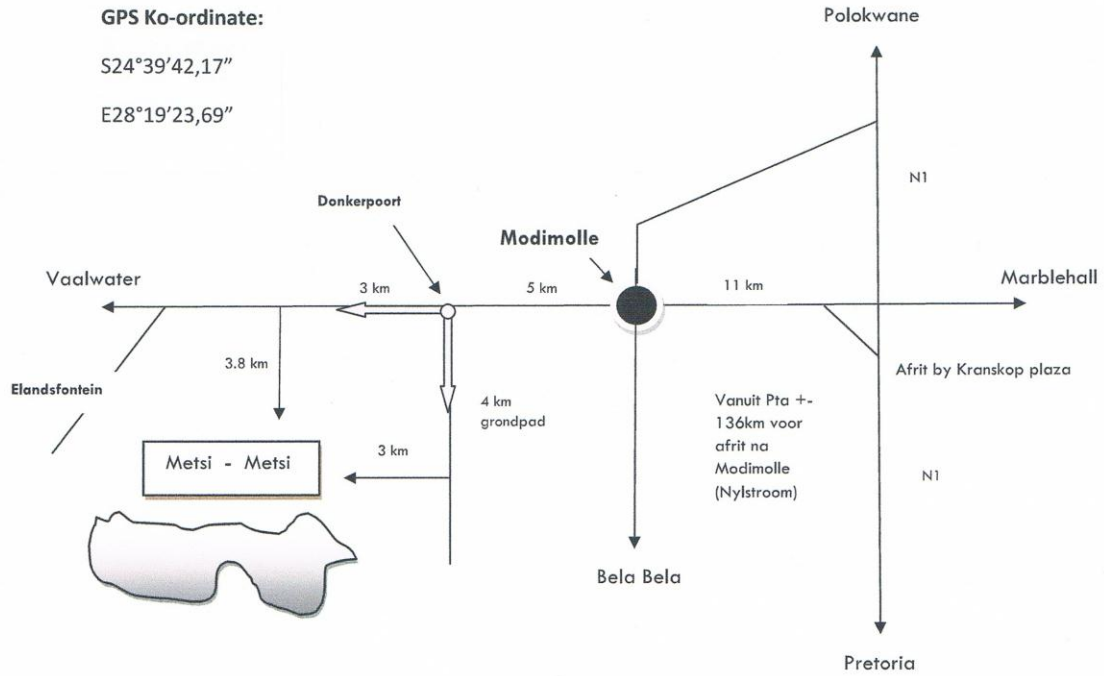 GPS Ko-ordinate:
S24°39'42,17"
E28°19'23,69"
Polokwane
N1
Donkerpoort
Modimolle
Vaalwater
3 km
5 km
11 km
Marblehall
3.8 km
Elandsfontein
Afrit by Kranskop plaza
4 km
grondpad
Vanuit Pta +-
136km voor
afrit na
Modimolle
(Nylstroom)
3 km
Metsi - Metsi
N1
Bela Bela
Pretoria